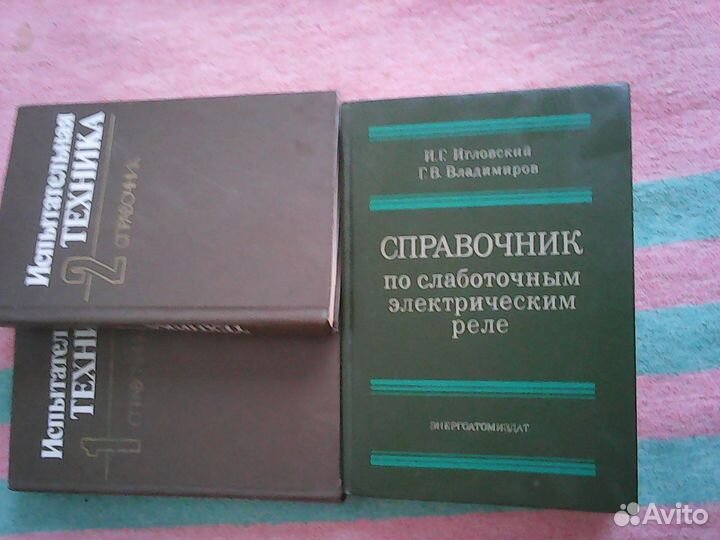 Испытательная
ТЕХНИКА
2
СПРАВОЧНИК
Испытател
ТЕХНИ
1
И.Г. Игловский
Г.В. Владимиров
СПРАВОЧНИК
по слаботочным
электрическим
реле
ЭНЕРГОАТОМИЗДАТ
Avito